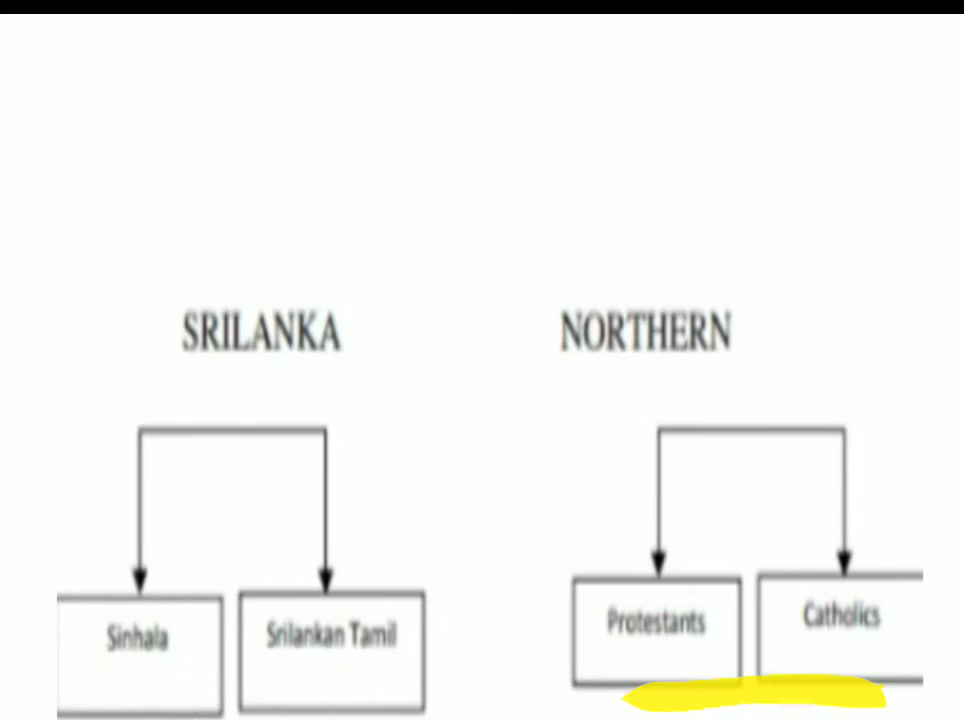 SRILANKA
NORTHERN
Sinhala
Srilankan Tamil
Protestants
Catholics